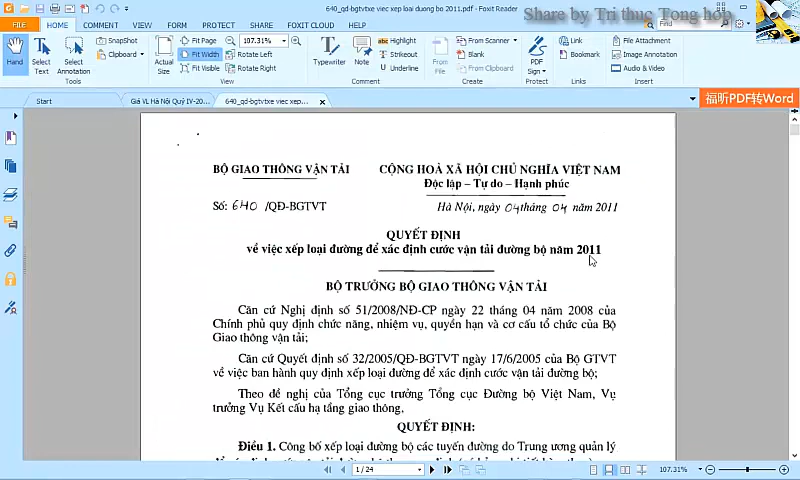 640_qd-bgtvtxe viec xep loai duong bo 2011.pdf - Foxit Reader
Share by Tri thuc Tong hop
FILE HOME COMMENT VIEW FORM PROTECT SHARE FOXIT CLOUD HELP
Find
Hand
Select Text
Select Annotation
SnapShot
Clipboard
Tools
Actual Size
Fit Page
Fit Width
Fit Visible
107.31%
Rotate Left
Rotate Right
View
Typewriter
Note
Highlight
Strikeout
Underline
Comment
From File
Blank
From Scanner
From Clipboard
Create
PDF Sign
Protect
Link
Bookmark
Links
File Attachment
Image Annotation
Audio & Video
Insert
Start
Giá VL Hà Nội Quý IV-20...
640_qd-bgtvtxe viec xep...
福昕PDF转Word
BỘ GIAO THÔNG VẬN TẢI
CỘNG HOÀ XÃ HỘI CHỦ NGHĨA VIỆT NAM
Độc lập – Tự do – Hạnh phúc
Số: 640 /QĐ-BGTVT
Hà Nội, ngày 04 tháng 04 năm 2011
QUYẾT ĐỊNH
về việc xếp loại đường để xác định cước vận tải đường bộ năm 2011
BỘ TRƯỞNG BỘ GIAO THÔNG VẬN TẢI
Căn cứ Nghị định số 51/2008/NĐ-CP ngày 22 tháng 04 năm 2008 của
Chính phủ quy định chức năng, nhiệm vụ, quyền hạn và cơ cấu tổ chức của Bộ
Giao thông vận tải;
Căn cứ Quyết định số 32/2005/QĐ-BGTVT ngày 17/6/2005 của Bộ GTVT
về việc ban hành quy định xếp loại đường để xác định cước vận tải đường bộ;
Theo đề nghị của Tổng cục trưởng Tổng cục Đường bộ Việt Nam, Vụ
trưởng Vụ Kết cấu hạ tầng giao thông,
QUYẾT ĐỊNH:
Điều 1. Công bố xếp loại đường bộ các tuyến đường do Trung ương quản lý
1 / 24
107.31%